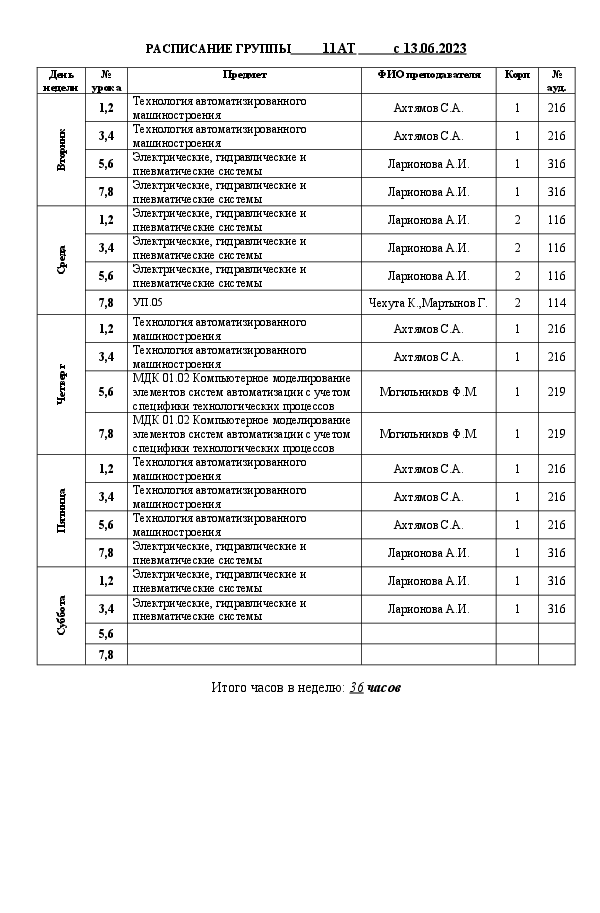 РАСПИСАНИЕ ГРУППЫ 11АТ с 13.06.2023
День недели № урока Предмет ФИО преподавателя Корп № ауд.
Вторник
1,2 Технология автоматизированного машиностроения Ахтямов С.А. 1 216
3,4 Технология автоматизированного машиностроения Ахтямов С.А. 1 216
5,6 Электрические, гидравлические и пневматические системы Ларионова А.И. 1 316
7,8 Электрические, гидравлические и пневматические системы Ларионова А.И. 1 316
Среда
1,2 Электрические, гидравлические и пневматические системы Ларионова А.И. 2 116
3,4 Электрические, гидравлические и пневматические системы Ларионова А.И. 2 116
5,6 Электрические, гидравлические и пневматические системы Ларионова А.И. 2 116
7,8 УП.05 Чехута К.,Мартынов Г. 2 114
Четверг
1,2 Технология автоматизированного машиностроения Ахтямов С.А. 1 216
3,4 Технология автоматизированного машиностроения Ахтямов С.А. 1 216
5,6 МДК 01.02 Компьютерное моделирование элементов систем автоматизации с учетом специфики технологических процессов Могильников Ф.М. 1 219
7,8 МДК 01.02 Компьютерное моделирование элементов систем автоматизации с учетом специфики технологических процессов Могильников Ф.М. 1 219
Пятница
1,2 Технология автоматизированного машиностроения Ахтямов С.А. 1 216
3,4 Технология автоматизированного машиностроения Ахтямов С.А. 1 216
5,6 Технология автоматизированного машиностроения Ахтямов С.А. 1 216
7,8 Электрические, гидравлические и пневматические системы Ларионова А.И. 1 316
Суббота
1,2 Электрические, гидравлические и пневматические системы Ларионова А.И. 1 316
3,4 Электрические, гидравлические и пневматические системы Ларионова А.И. 1 316
5,6
7,8
Итого часов в неделю: 36 часов